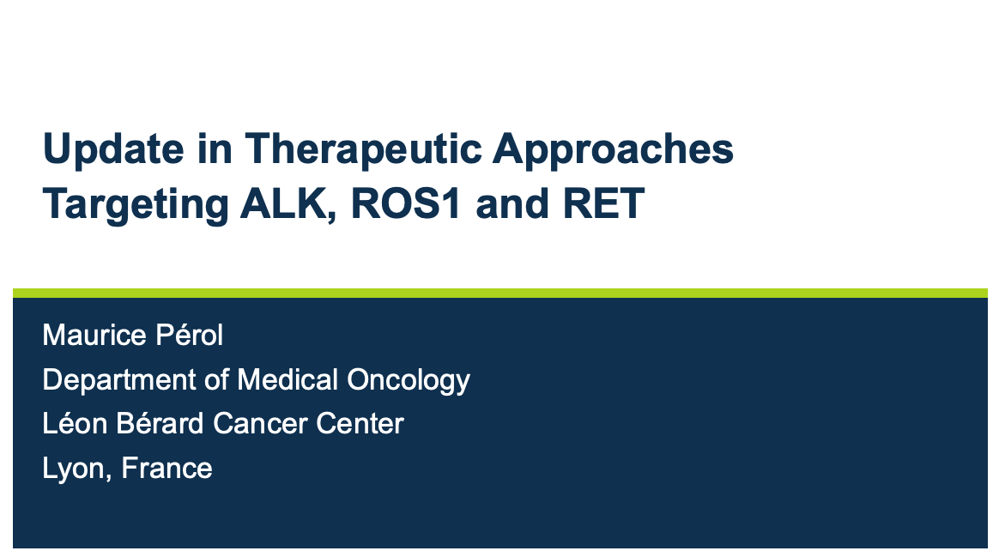 Update in Therapeutic Approaches
Targeting ALK, ROS1 and RET
Maurice Pérol
Department of Medical Oncology
Léon Bérard Cancer Center
Lyon, France